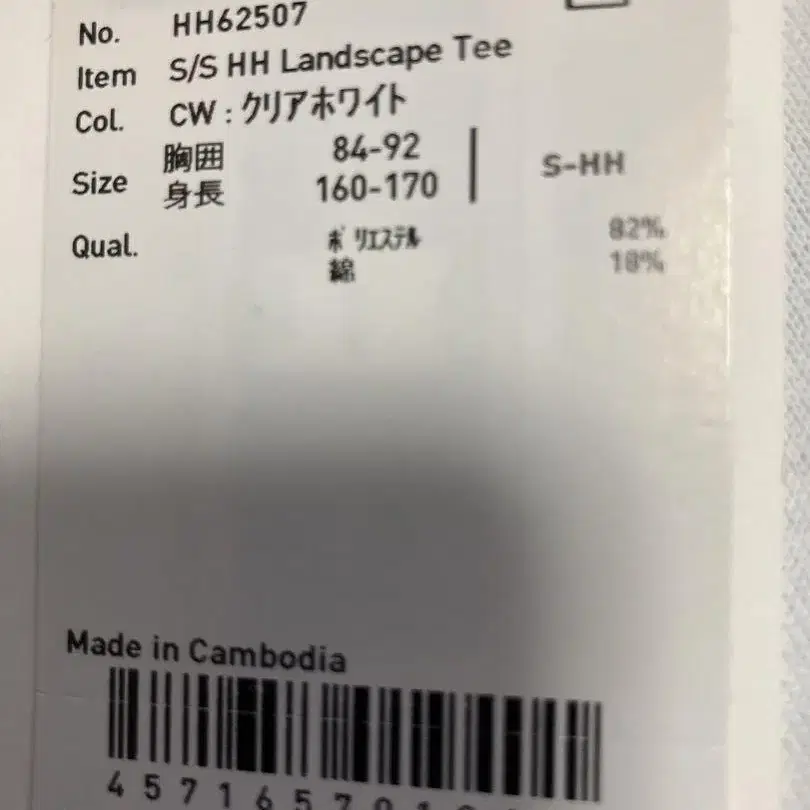 No. HH62507
Item S/S HH Landscape Tee
Col. CW : クリアホワイト
Size 胸囲 84-92 S-HH
身長 160-170
Qual. ポリエステル 82%
綿 18%
Made in Cambodia
4571657